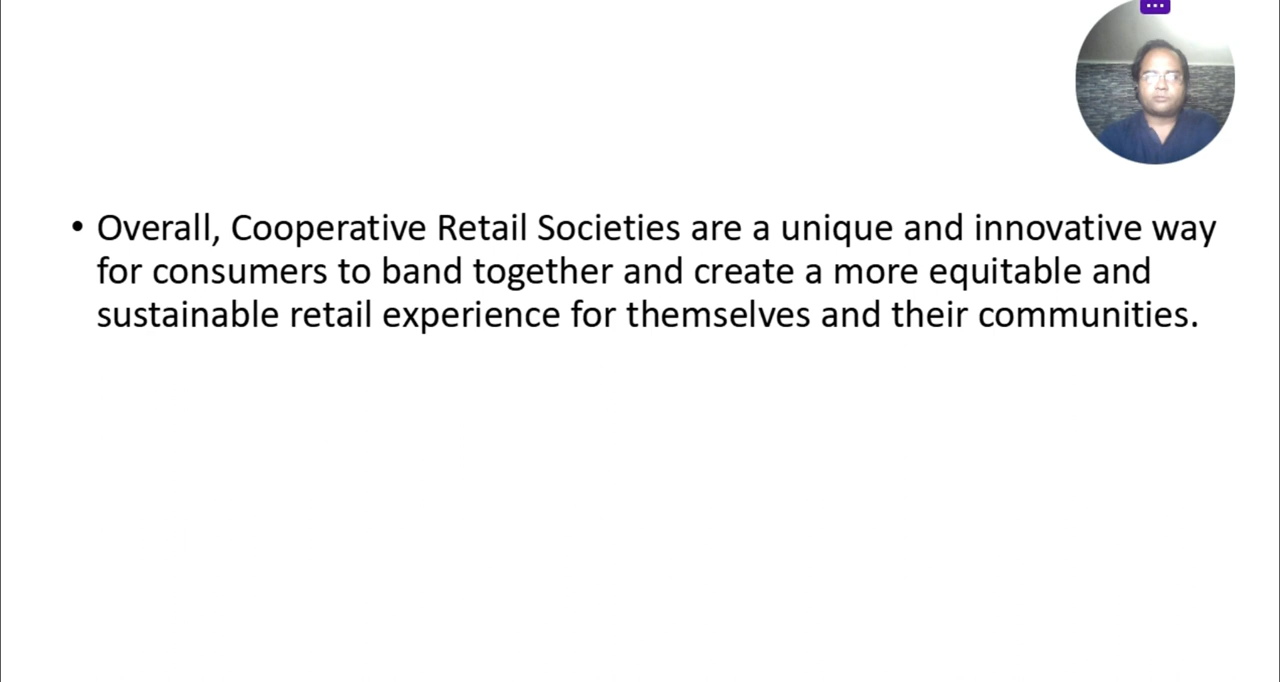 • Overall, Cooperative Retail Societies are a unique and innovative way
for consumers to band together and create a more equitable and
sustainable retail experience for themselves and their communities.